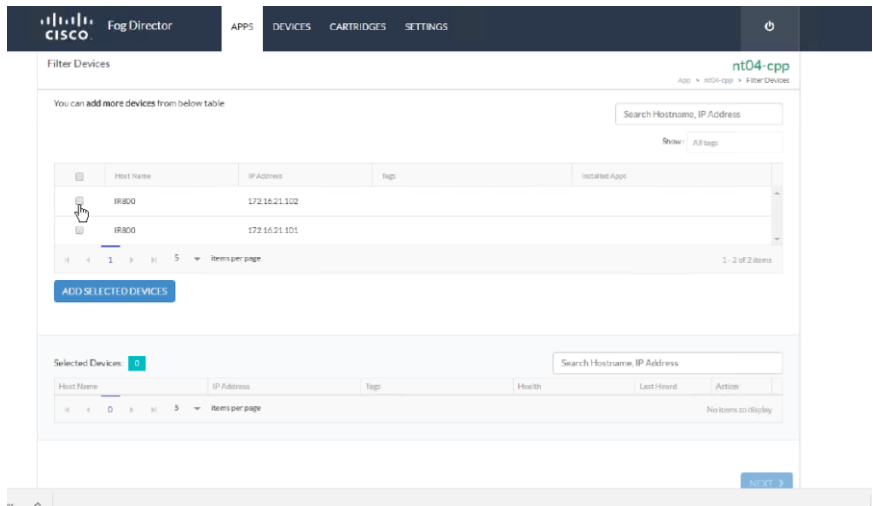 CISCO Fog Director APPS DEVICES CARTRIDGES SETTINGS
Filter Devices nt04-cpp
App > nt04-cpp > Filter Devices
You can add more devices from below table
Search Hostname, IP Address
Show: All tags
Host Name IP Address Tags Installed Apps
IR800 172.16.21.102
IR800 172.16.21.101
1 5 items per page 1 - 2 of 2 items
ADD SELECTED DEVICES
Selected Devices: 0 Search Hostname, IP Address
Host Name IP Address Tags Health Last Heard Action
0 5 items per page No items to display
NEXT